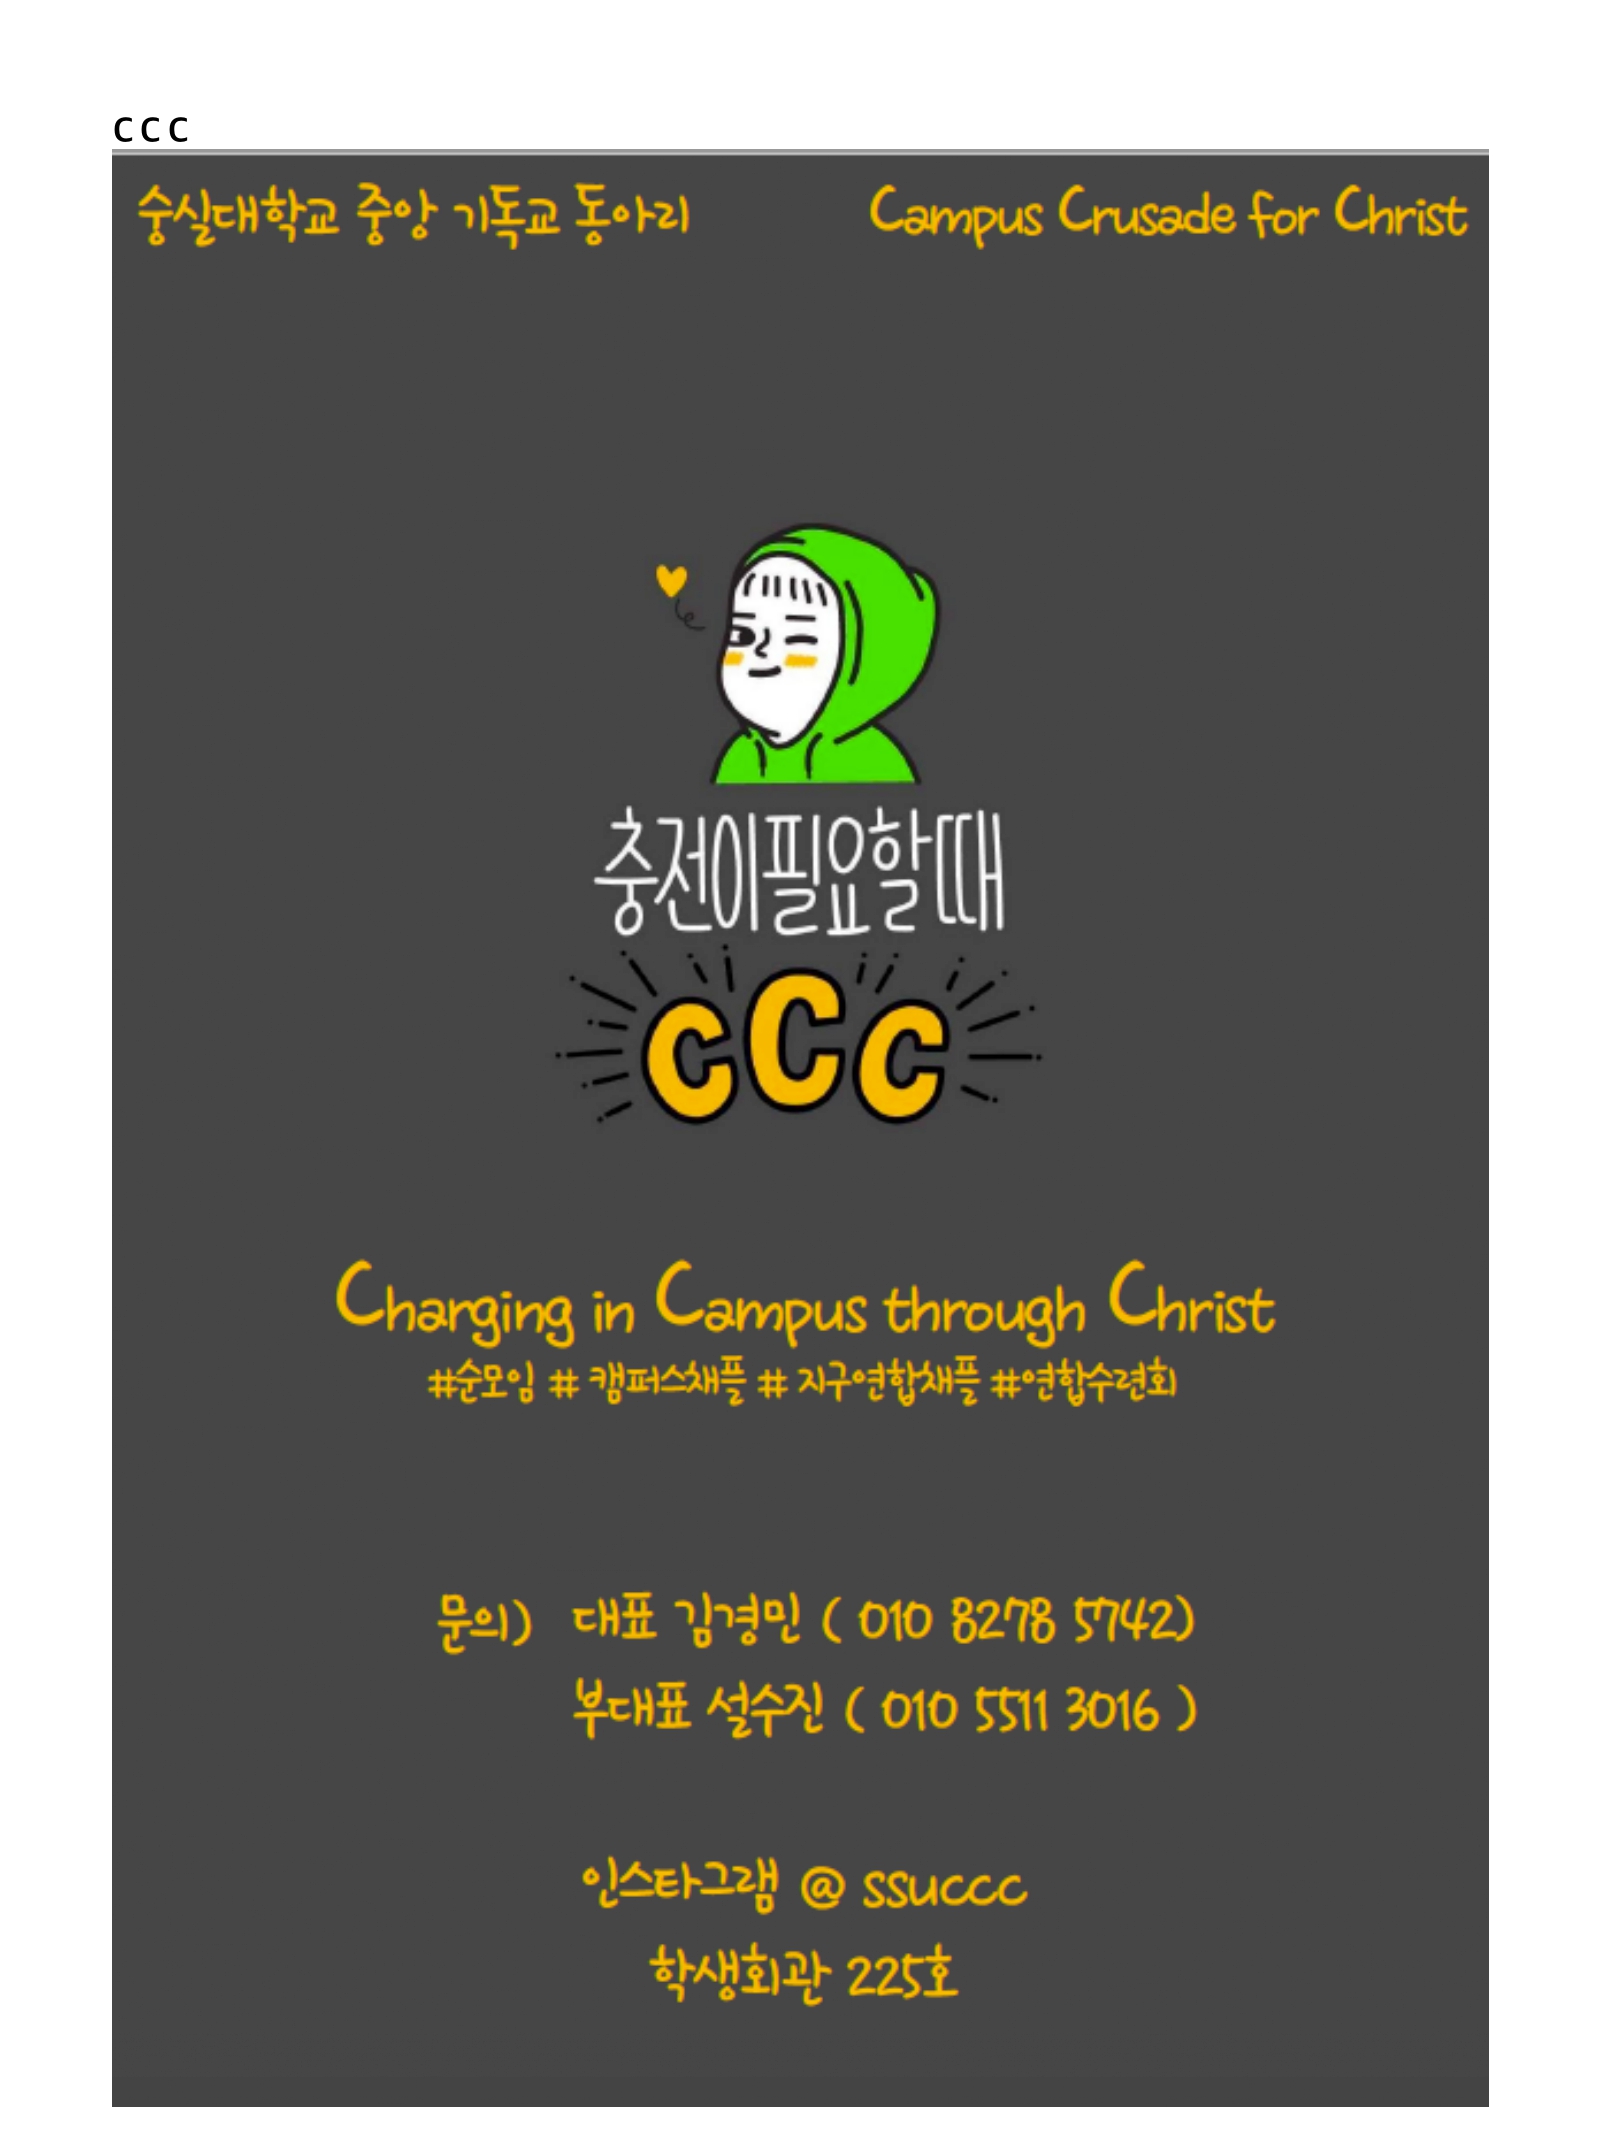 CCC
숭실대학교 중앙 기독교 동아리 Campus Crusade for Christ
충전이필요할때
CCC
Charging in Campus through Christ
#순모임 # 캠퍼스채플 # 지구연합채플 #연합수련회
문의) 대표 김경민 ( 010 8278 5742)
부대표 설수진 ( 010 5511 3016 )
인스타그램 @ ssuccc
학생회관 225호